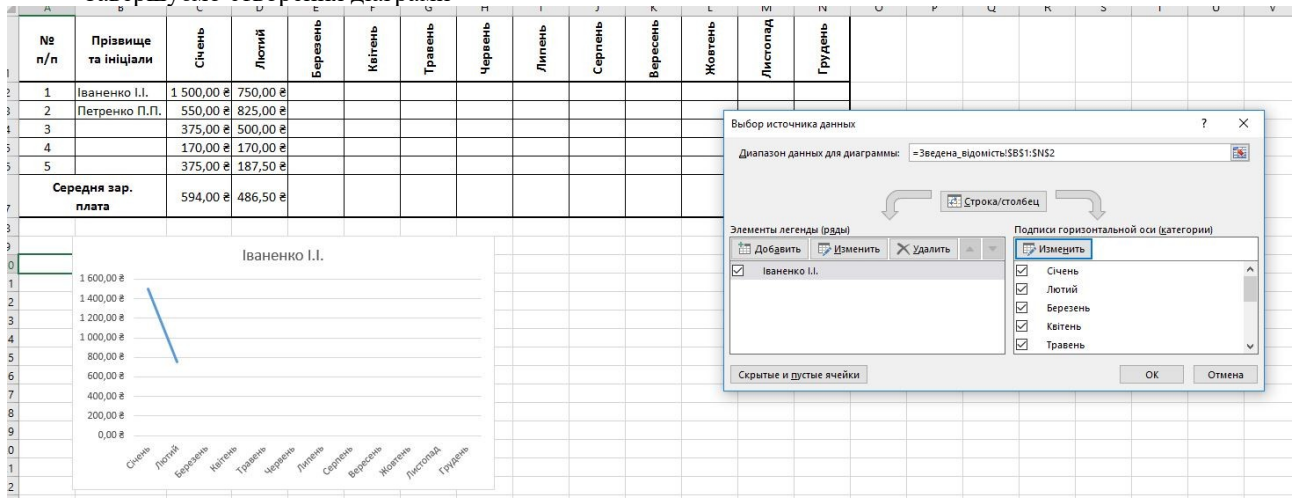 Завершуємо створення діаграми
A B C D E F G H I J K L M N O P Q R S T U V
№ п/п Прізвище та ініціали Січень Лютий Березень Квітень Травень Червень Липень Серпень Вересень Жовтень Листопад Грудень
1 Іваненко І.І. 1 500,00 ₴ 750,00 ₴
2 Петренко П.П. 550,00 ₴ 825,00 ₴
3 375,00 ₴ 500,00 ₴
4 170,00 ₴ 170,00 ₴
5 375,00 ₴ 187,50 ₴
Середня зар. плата 594,00 ₴ 486,50 ₴
Іваненко І.І.
1 600,00 ₴
1 400,00 ₴
1 200,00 ₴
1 000,00 ₴
800,00 ₴
600,00 ₴
400,00 ₴
200,00 ₴
0,00 ₴
Січень Лютий Березень Квітень Травень Червень Липень Серпень Вересень Жовтень Листопад Грудень
Выбор источника данных ? ×
Диапазон данных для диаграммы: =Зведена_відомість!$B$1:$N$2
Строка/столбец
Элементы легенды (ряды)
Добавить Изменить Удалить
Іваненко І.І.
Подписи горизонтальной оси (категории)
Изменить
Січень
Лютий
Березень
Квітень
Травень
Скрытые и пустые ячейки
ОК Отмена